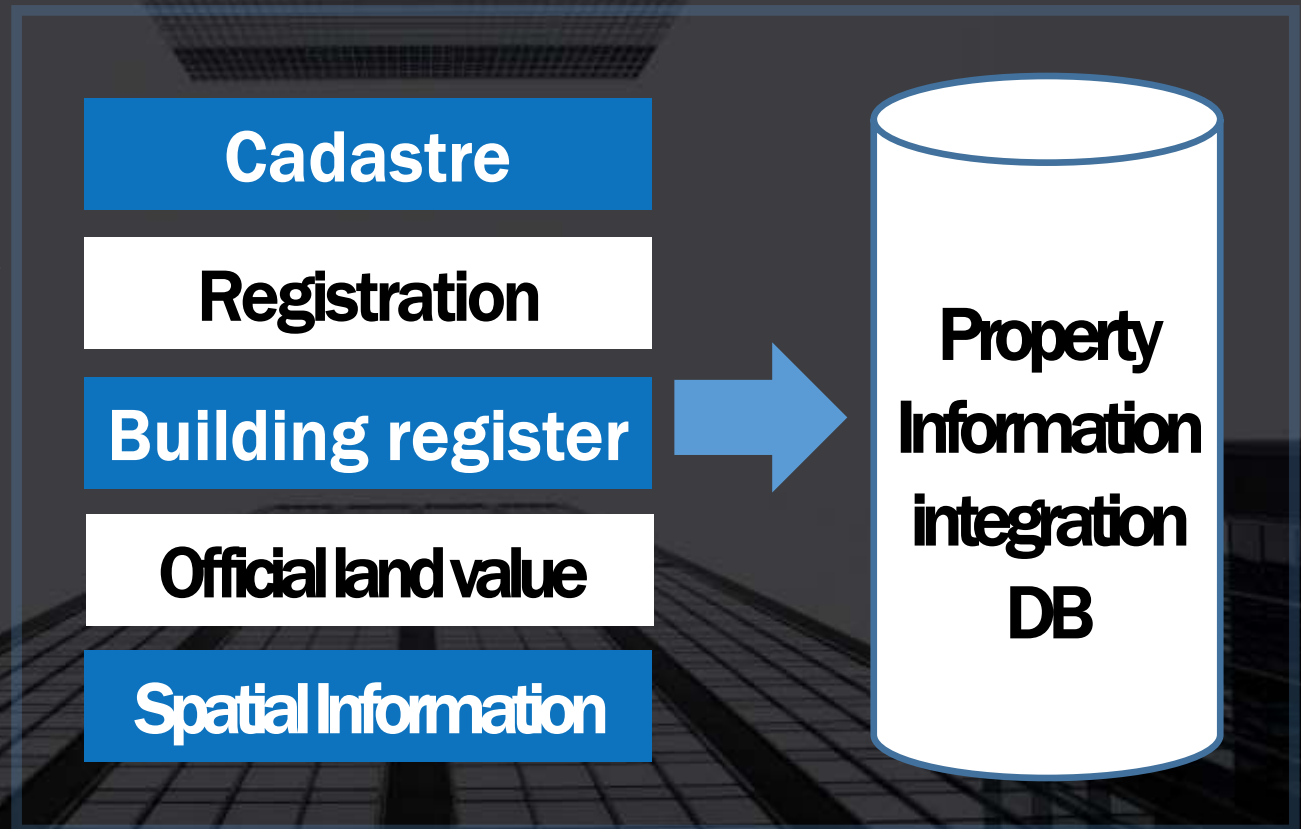 Cadastre
Registration
Building register
Official land value
Spatial Information
Property
Information
integration
DB